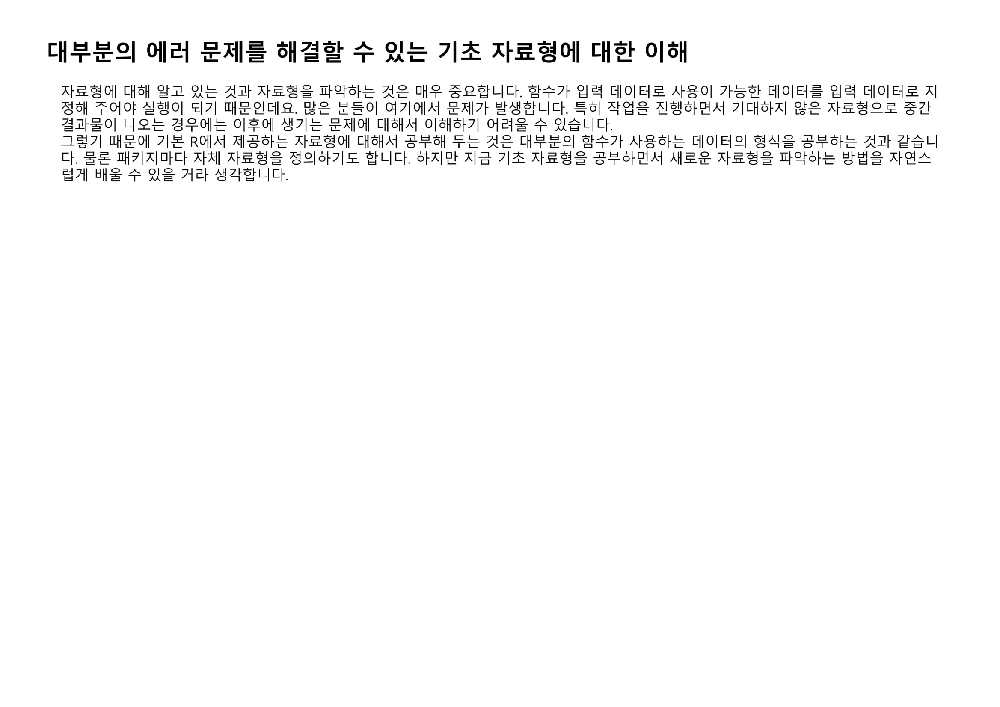 대부분의 에러 문제를 해결할 수 있는 기초 자료형에 대한 이해
자료형에 대해 알고 있는 것과 자료형을 파악하는 것은 매우 중요합니다. 함수가 입력 데이터로 사용이 가능한 데이터를 입력 데이터로 지
정해 주어야 실행이 되기 때문인데요. 많은 분들이 여기에서 문제가 발생합니다. 특히 작업을 진행하면서 기대하지 않은 자료형으로 중간
결과물이 나오는 경우에는 이후에 생기는 문제에 대해서 이해하기 어려울 수 있습니다.
그렇기 때문에 기본 R에서 제공하는 자료형에 대해서 공부해 두는 것은 대부분의 함수가 사용하는 데이터의 형식을 공부하는 것과 같습니
다. 물론 패키지마다 자체 자료형을 정의하기도 합니다. 하지만 지금 기초 자료형을 공부하면서 새로운 자료형을 파악하는 방법을 자연스
럽게 배울 수 있을 거라 생각합니다.